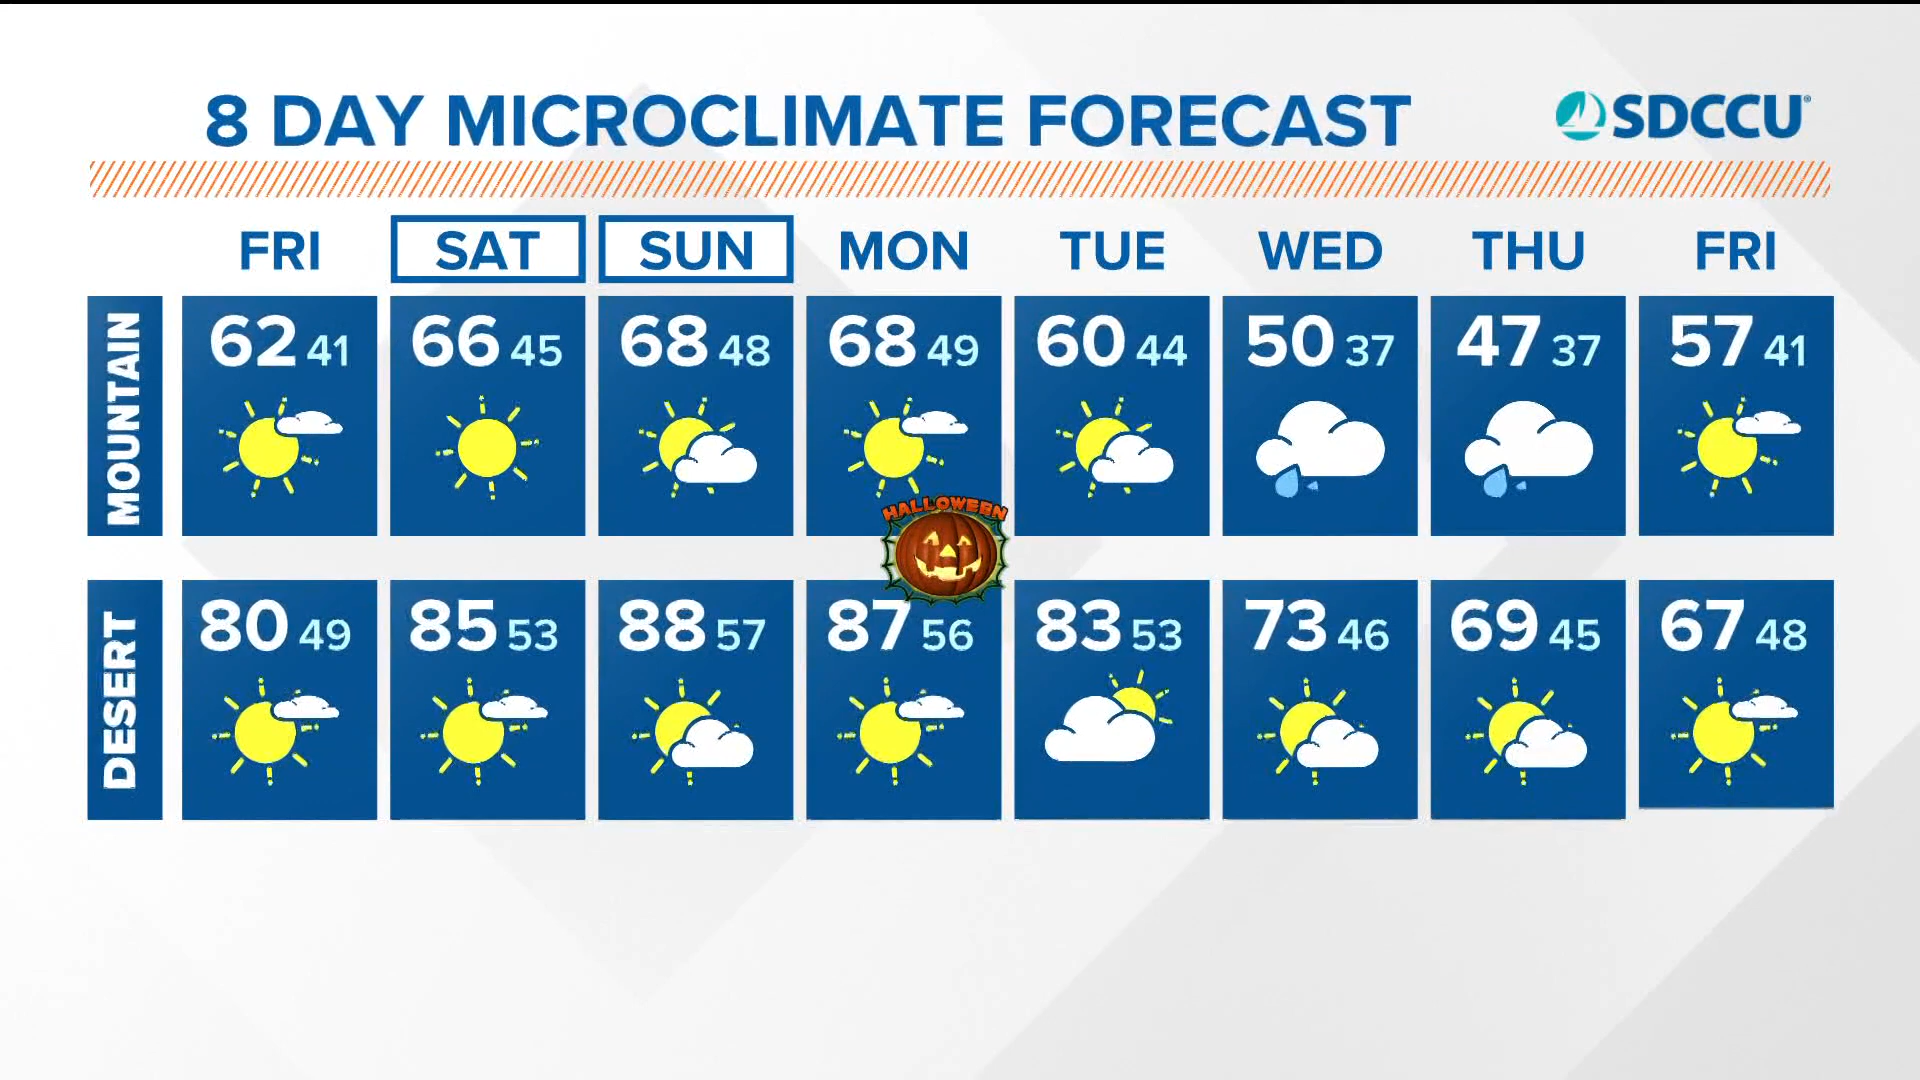 8 DAY MICROCLIMATE FORECAST
SDCCU®
FRI SAT SUN MON TUE WED THU FRI
MOUNTAIN
62 41 66 45 68 48 68 49 60 44 50 37 47 37 57 41
HALLOWEEN
DESERT
80 49 85 53 88 57 87 56 83 53 73 46 69 45 67 48